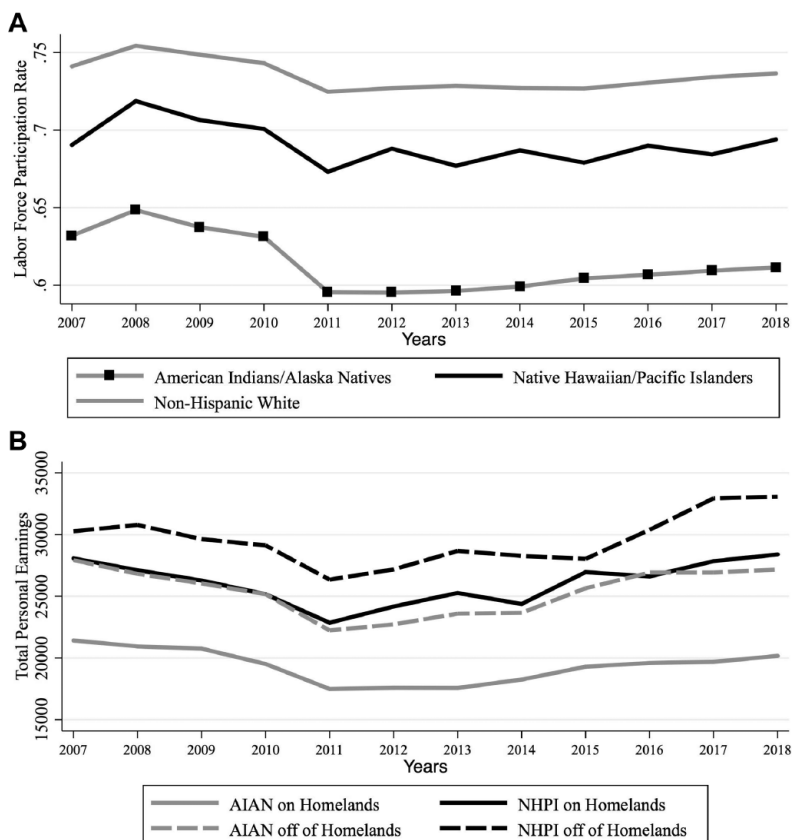 A
Labor Force Participation Rate
.75
.7
.65
.6
2007 2008 2009 2010 2011 2012 2013 2014 2015 2016 2017 2018
Years
American Indians/Alaska Natives
Native Hawaiian/Pacific Islanders
Non-Hispanic White
B
Total Personal Earnings
35000
30000
25000
20000
15000
2007 2008 2009 2010 2011 2012 2013 2014 2015 2016 2017 2018
Years
AIAN on Homelands
NHPI on Homelands
AIAN off of Homelands
NHPI off of Homelands